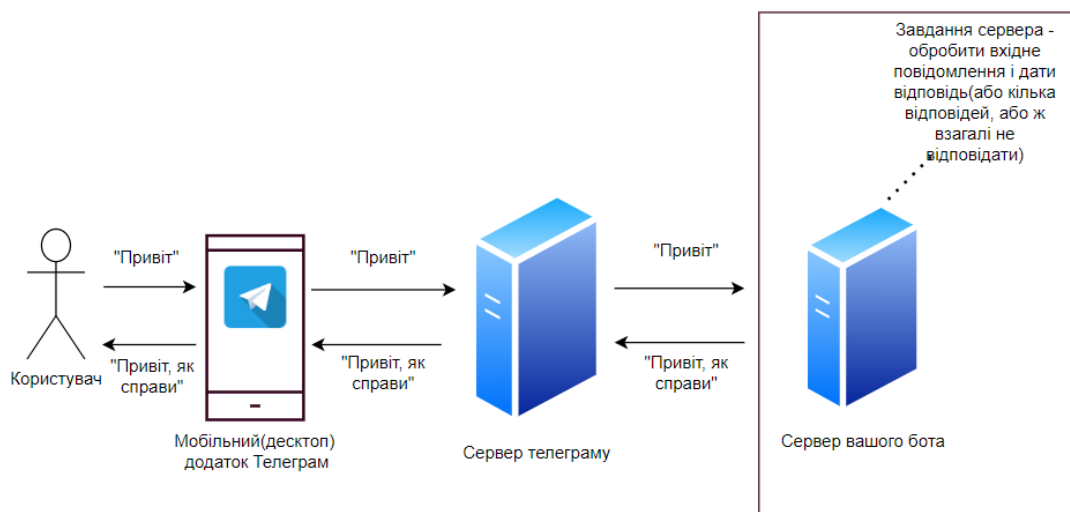 Завдання сервера -
обробити вхідне
повідомлення і дати
відповідь(або кілька
відповідей, або ж
взагалі не
відповідати)
"Привіт"
"Привіт"
"Привіт"
"Привіт, як
справи"
"Привіт, як
справи"
"Привіт, як
справи"
Користувач
Мобільний(десктоп)
додаток Телеграм
Сервер телеграму
Сервер вашого бота